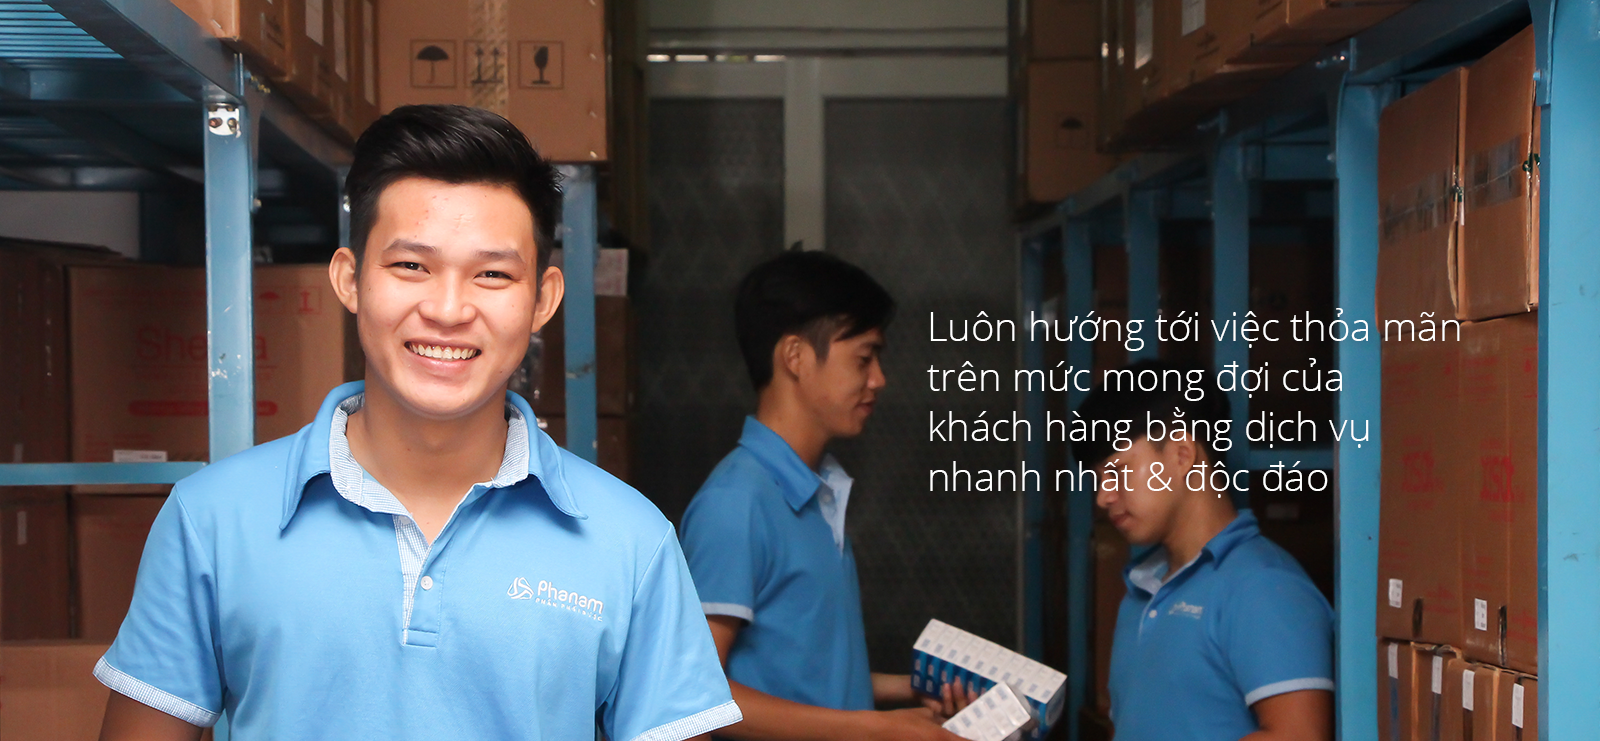 Luôn hướng tới việc thỏa mãn
trên mức mong đợi của
khách hàng bằng dịch vụ
nhanh nhất & độc đáo
Phanam
Phanam